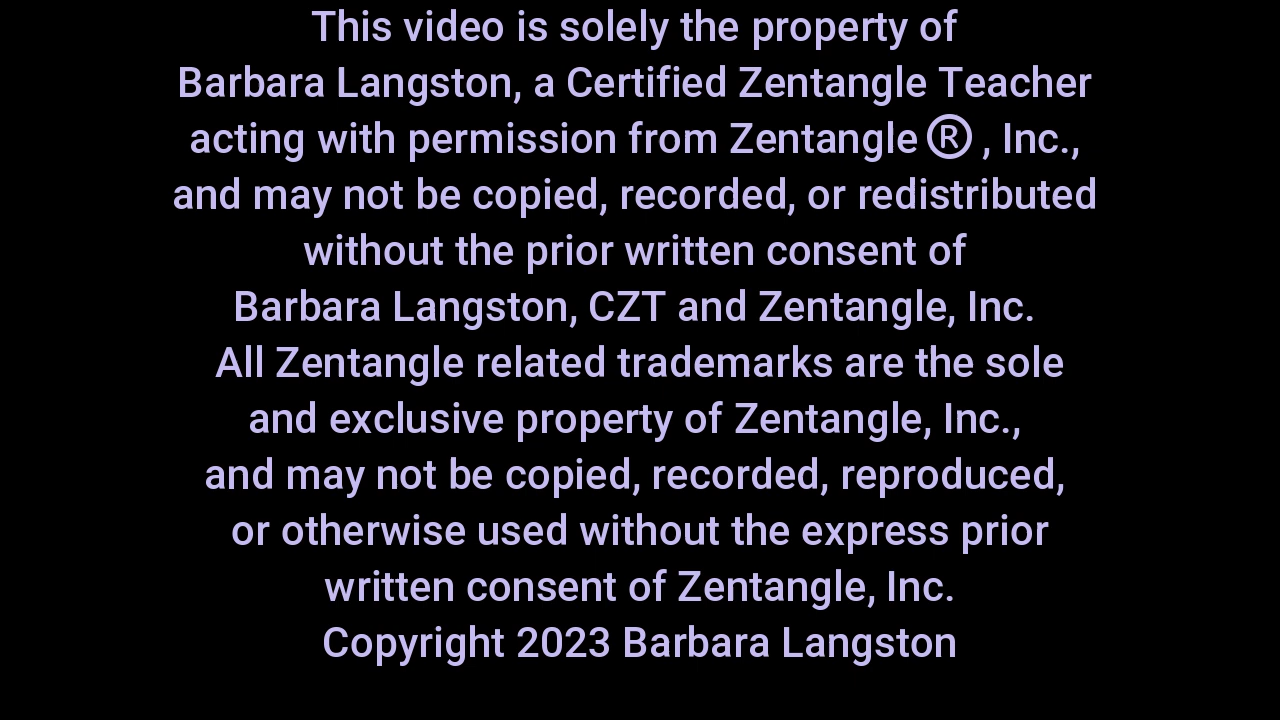 This video is solely the property of
Barbara Langston, a Certified Zentangle Teacher
acting with permission from Zentangle ® , Inc.,
and may not be copied, recorded, or redistributed
without the prior written consent of
Barbara Langston, CZT and Zentangle, Inc.
All Zentangle related trademarks are the sole
and exclusive property of Zentangle, Inc.,
and may not be copied, recorded, reproduced,
or otherwise used without the express prior
written consent of Zentangle, Inc.
Copyright 2023 Barbara Langston